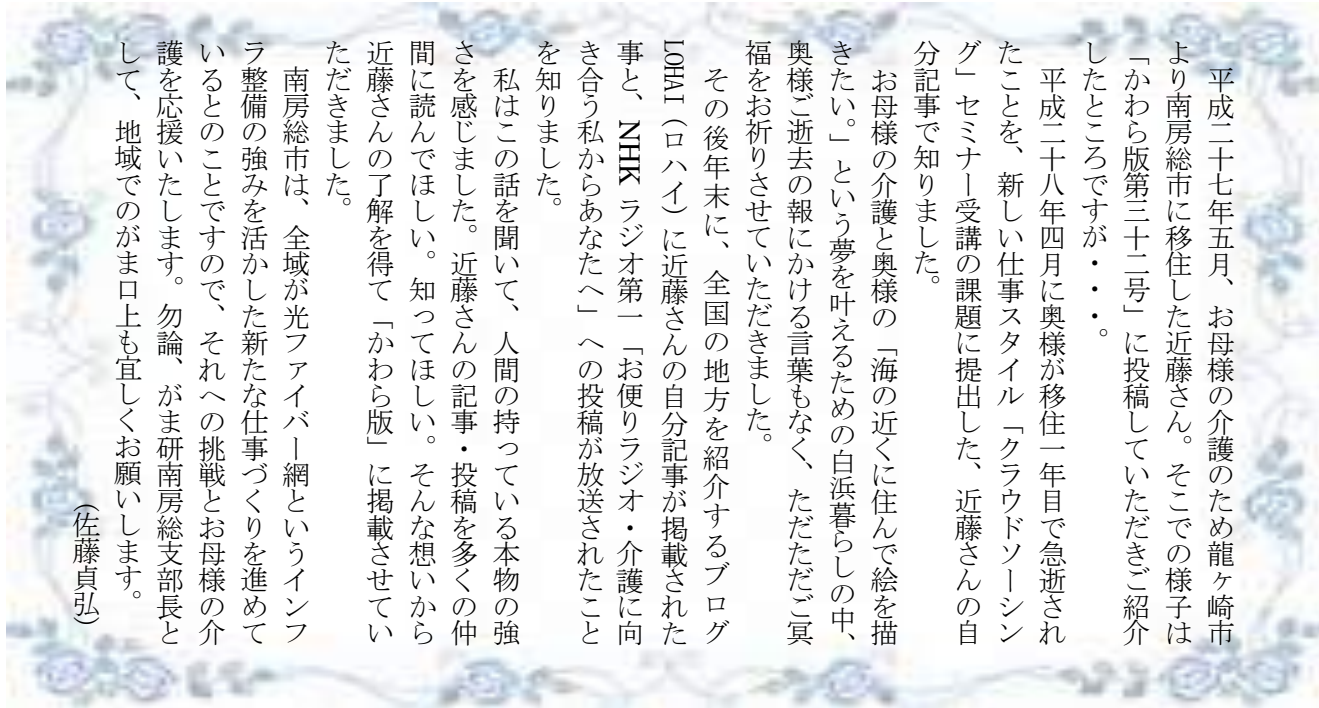 平成二十七年五月、お母様の介護のため龍ヶ崎市
より南房総市に移住した近藤さん。そこでの様子は
「かわら版第三十二号」に投稿していただきご紹介
したところですが・・・。
平成二十八年四月に奥様が移住一年目で急逝され
たことを、新しい仕事スタイル「クラウドソーシン
グ」セミナー受講の課題に提出した、近藤さんの自
分記事で知りました。
お母様の介護と奥様の「海の近くに住んで絵を描
きたい。」という夢を叶えるための白浜暮らしの中、
奥様ご逝去の報にかける言葉もなく、ただただご冥
福をお祈りさせていただきました。
その後年末に、全国の地方を紹介するブログ
LOHAI(ロハイ)に近藤さんの自分記事が掲載された
事と、NHK ラジオ第一「お便りラジオ・介護に向
き合う私からあなたへ」への投稿が放送されたこと
を知りました。
私はこの話を聞いて、人間の持っている本物の強
さを感じました。近藤さんの記事・投稿を多くの仲
間に読んでほしい。知ってほしい。そんな想いから
近藤さんの了解を得て「かわら版」に掲載させてい
ただきました。
南房総市は、全域が光ファイバー網というインフ
ラ整備の強みを活かした新たな仕事づくりを進めて
いるとのことですので、それへの挑戦とお母様の介
護を応援いたします。勿論、がま研南房総支部長と
して、地域でのがま口上も宜しくお願いします。
(佐藤貞弘)